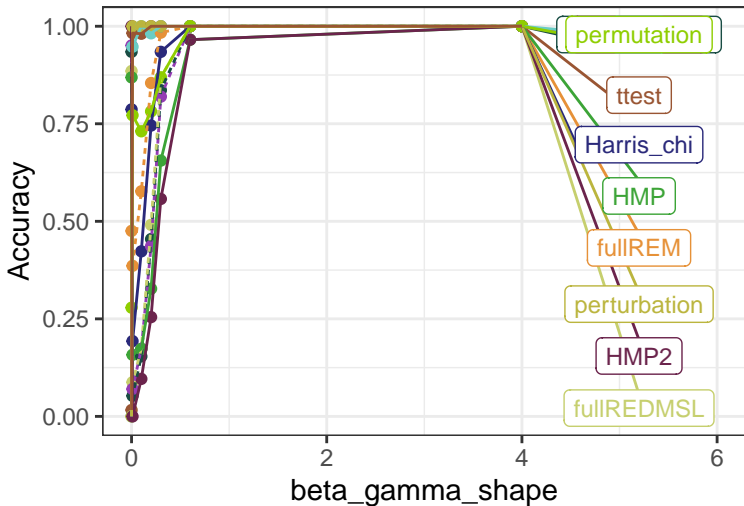 1.00
0.75
0.50
0.25
0.00
Accuracy
permutation
ttest
Harris_chi
HMP
fullREM
perturbation
HMP2
fullREDMSL
0
2
4
6
beta_gamma_shape